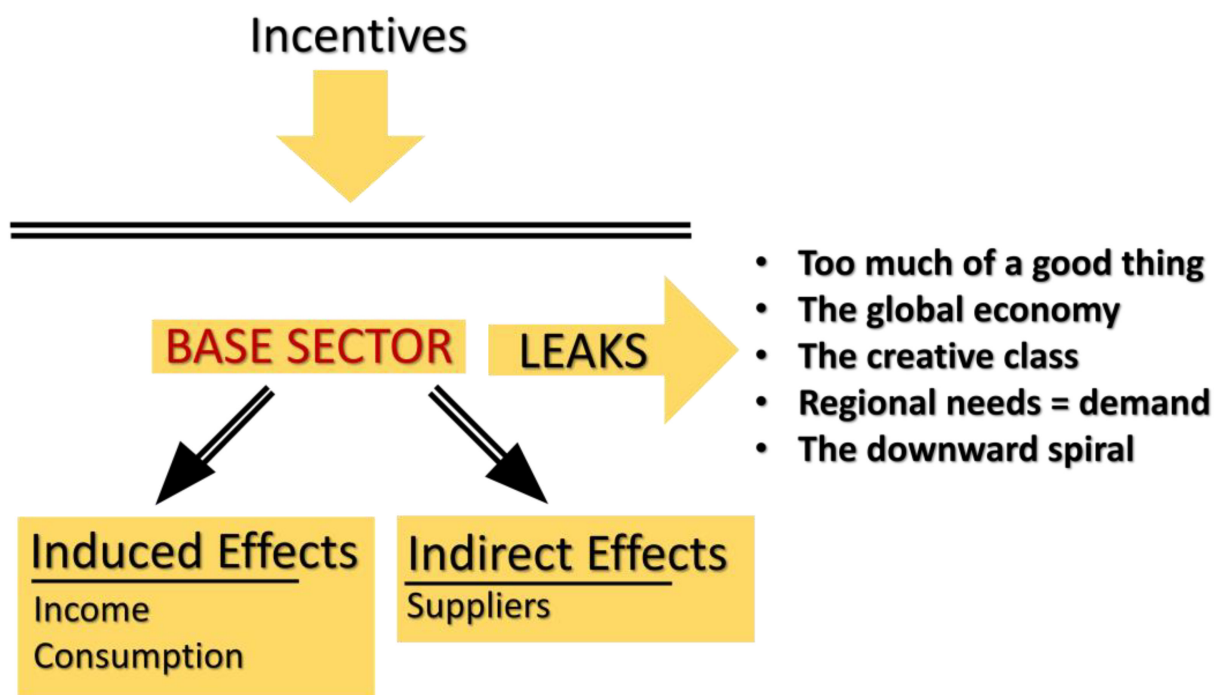 Incentives
BASE SECTOR
LEAKS
• Too much of a good thing
• The global economy
• The creative class
• Regional needs = demand
• The downward spiral
Induced Effects
Income
Consumption
Indirect Effects
Suppliers